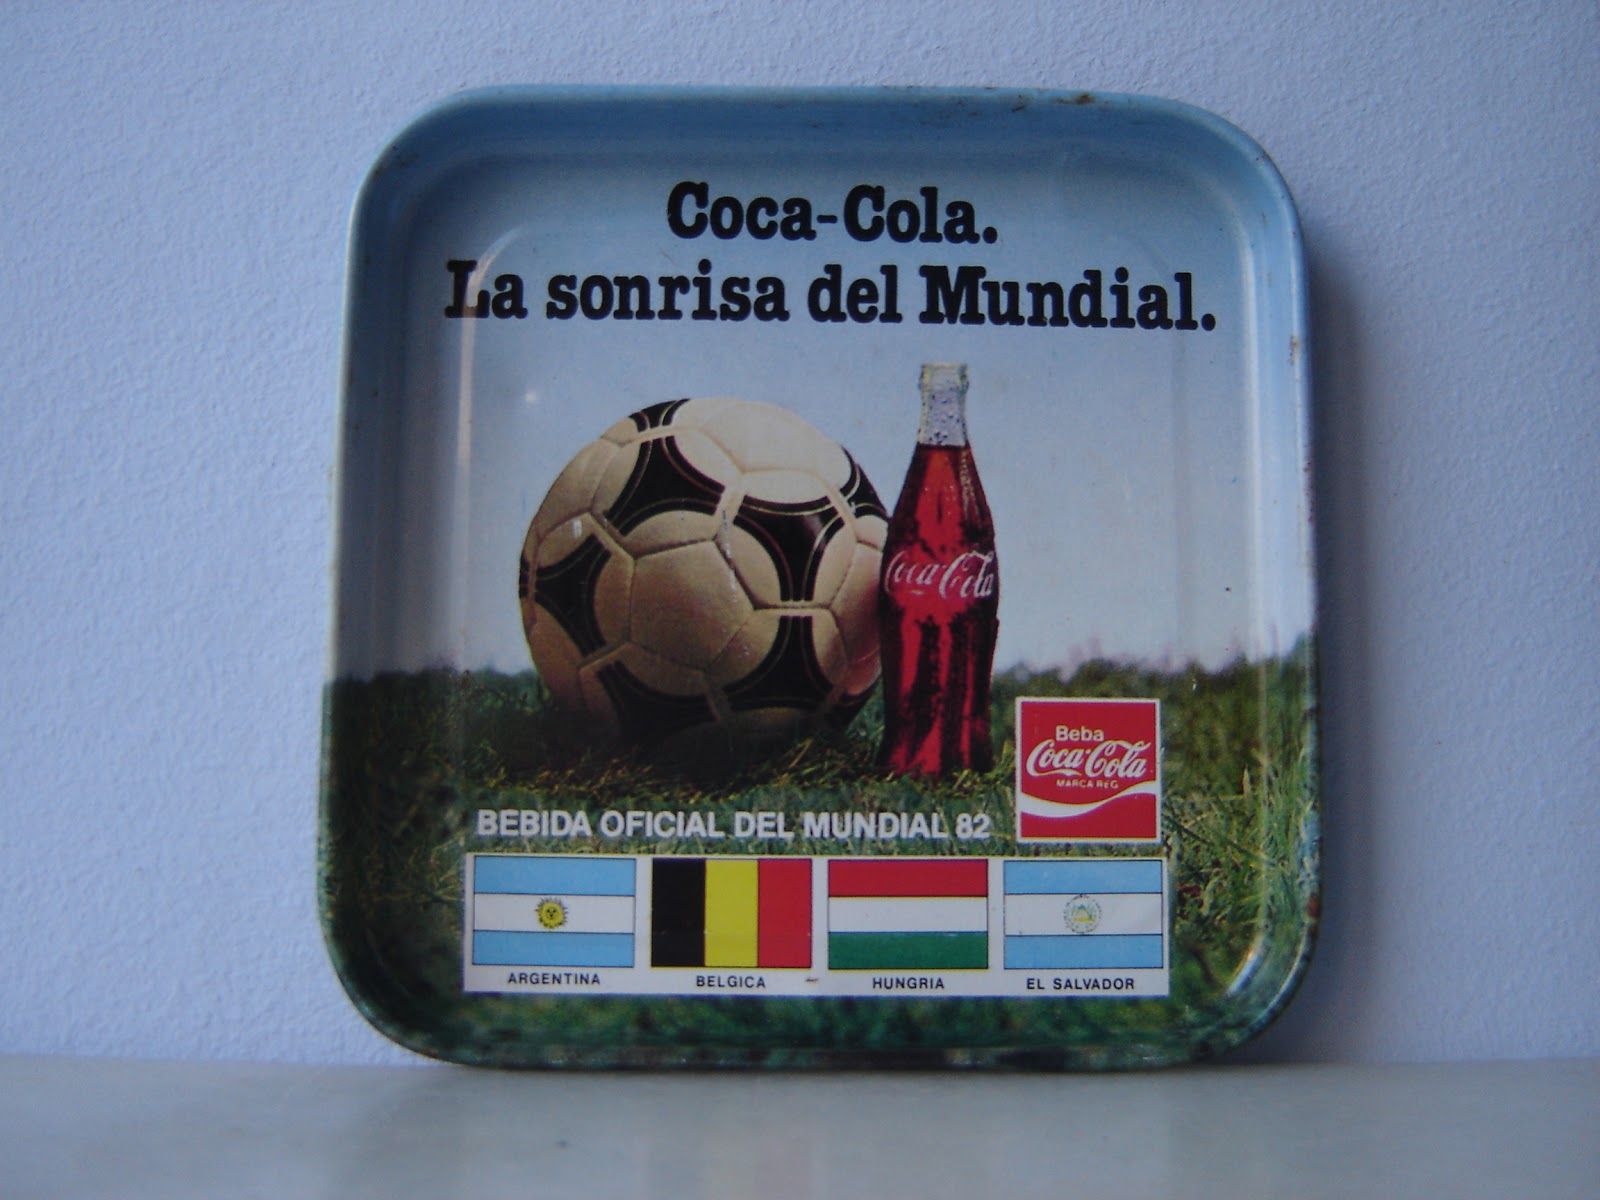 Coca-Cola.
La sonrisa del Mundial.
Coca-Cola
Beba
Coca-Cola
MARCA REG
BEBIDA OFICIAL DEL MUNDIAL 82
ARGENTINA BELGICA HUNGRIA EL SALVADOR